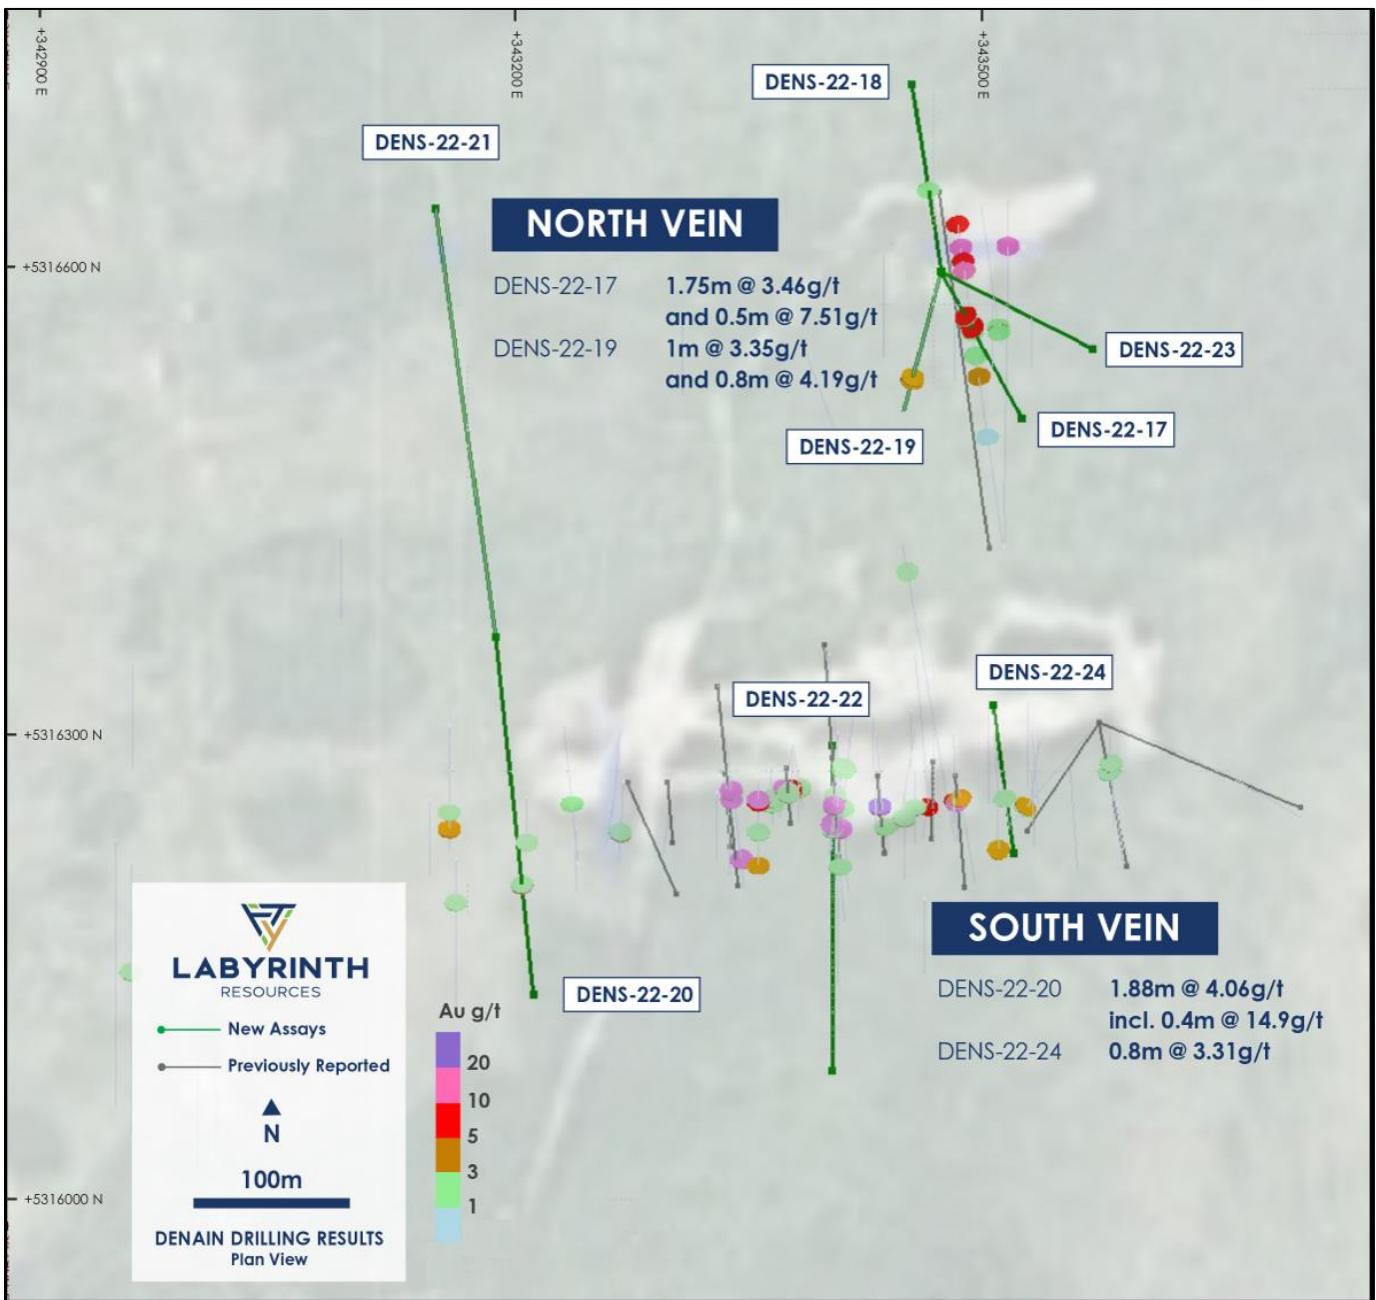 +342900 E
+343200 E
+343500 E
DENS-22-18
DENS-22-21
NORTH VEIN
+5316600 N
DENS-22-17 1.75m @ 3.46g/t
and 0.5m @ 7.51g/t
DENS-22-19 1m @ 3.35g/t
and 0.8m @ 4.19g/t
DENS-22-23
DENS-22-17
DENS-22-19
DENS-22-24
DENS-22-22
+5316300 N
SOUTH VEIN
DENS-22-20 1.88m @ 4.06g/t
incl. 0.4m @ 14.9g/t
DENS-22-24 0.8m @ 3.31g/t
DENS-22-20
LABYRINTH
RESOURCES
New Assays
Previously Reported
N
100m
DENAIN DRILLING RESULTS
Plan View
Au g/t
20
10
5
3
1
+5316000 N